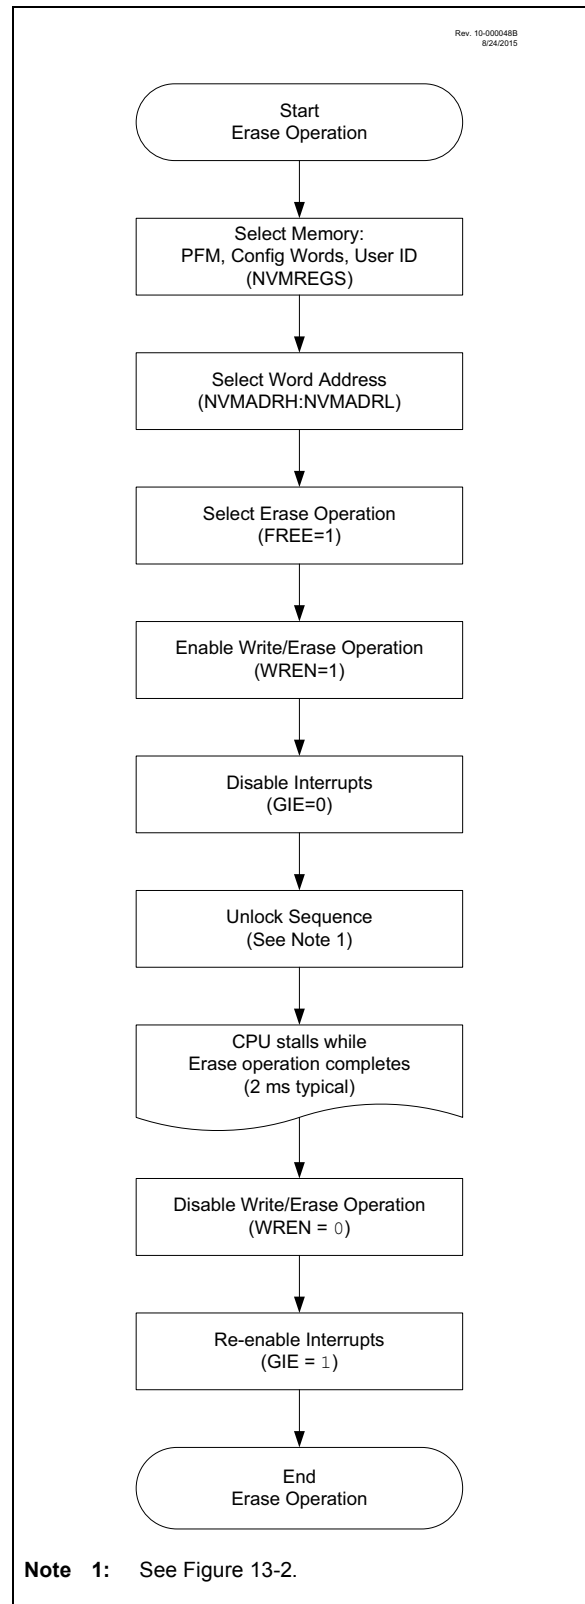 Rev. 10-000048B
8/24/2015
Start
Erase Operation
Select Memory:
PFM, Config Words, User ID
(NVMREGS)
Select Word Address
(NVMADRH:NVMADRL)
Select Erase Operation
(FREE=1)
Enable Write/Erase Operation
(WREN=1)
Disable Interrupts
(GIE=0)
Unlock Sequence
(See Note 1)
CPU stalls while
Erase operation completes
(2 ms typical)
Disable Write/Erase Operation
(WREN = 0)
Re-enable Interrupts
(GIE = 1)
End
Erase Operation
Note 1: See Figure 13-2.